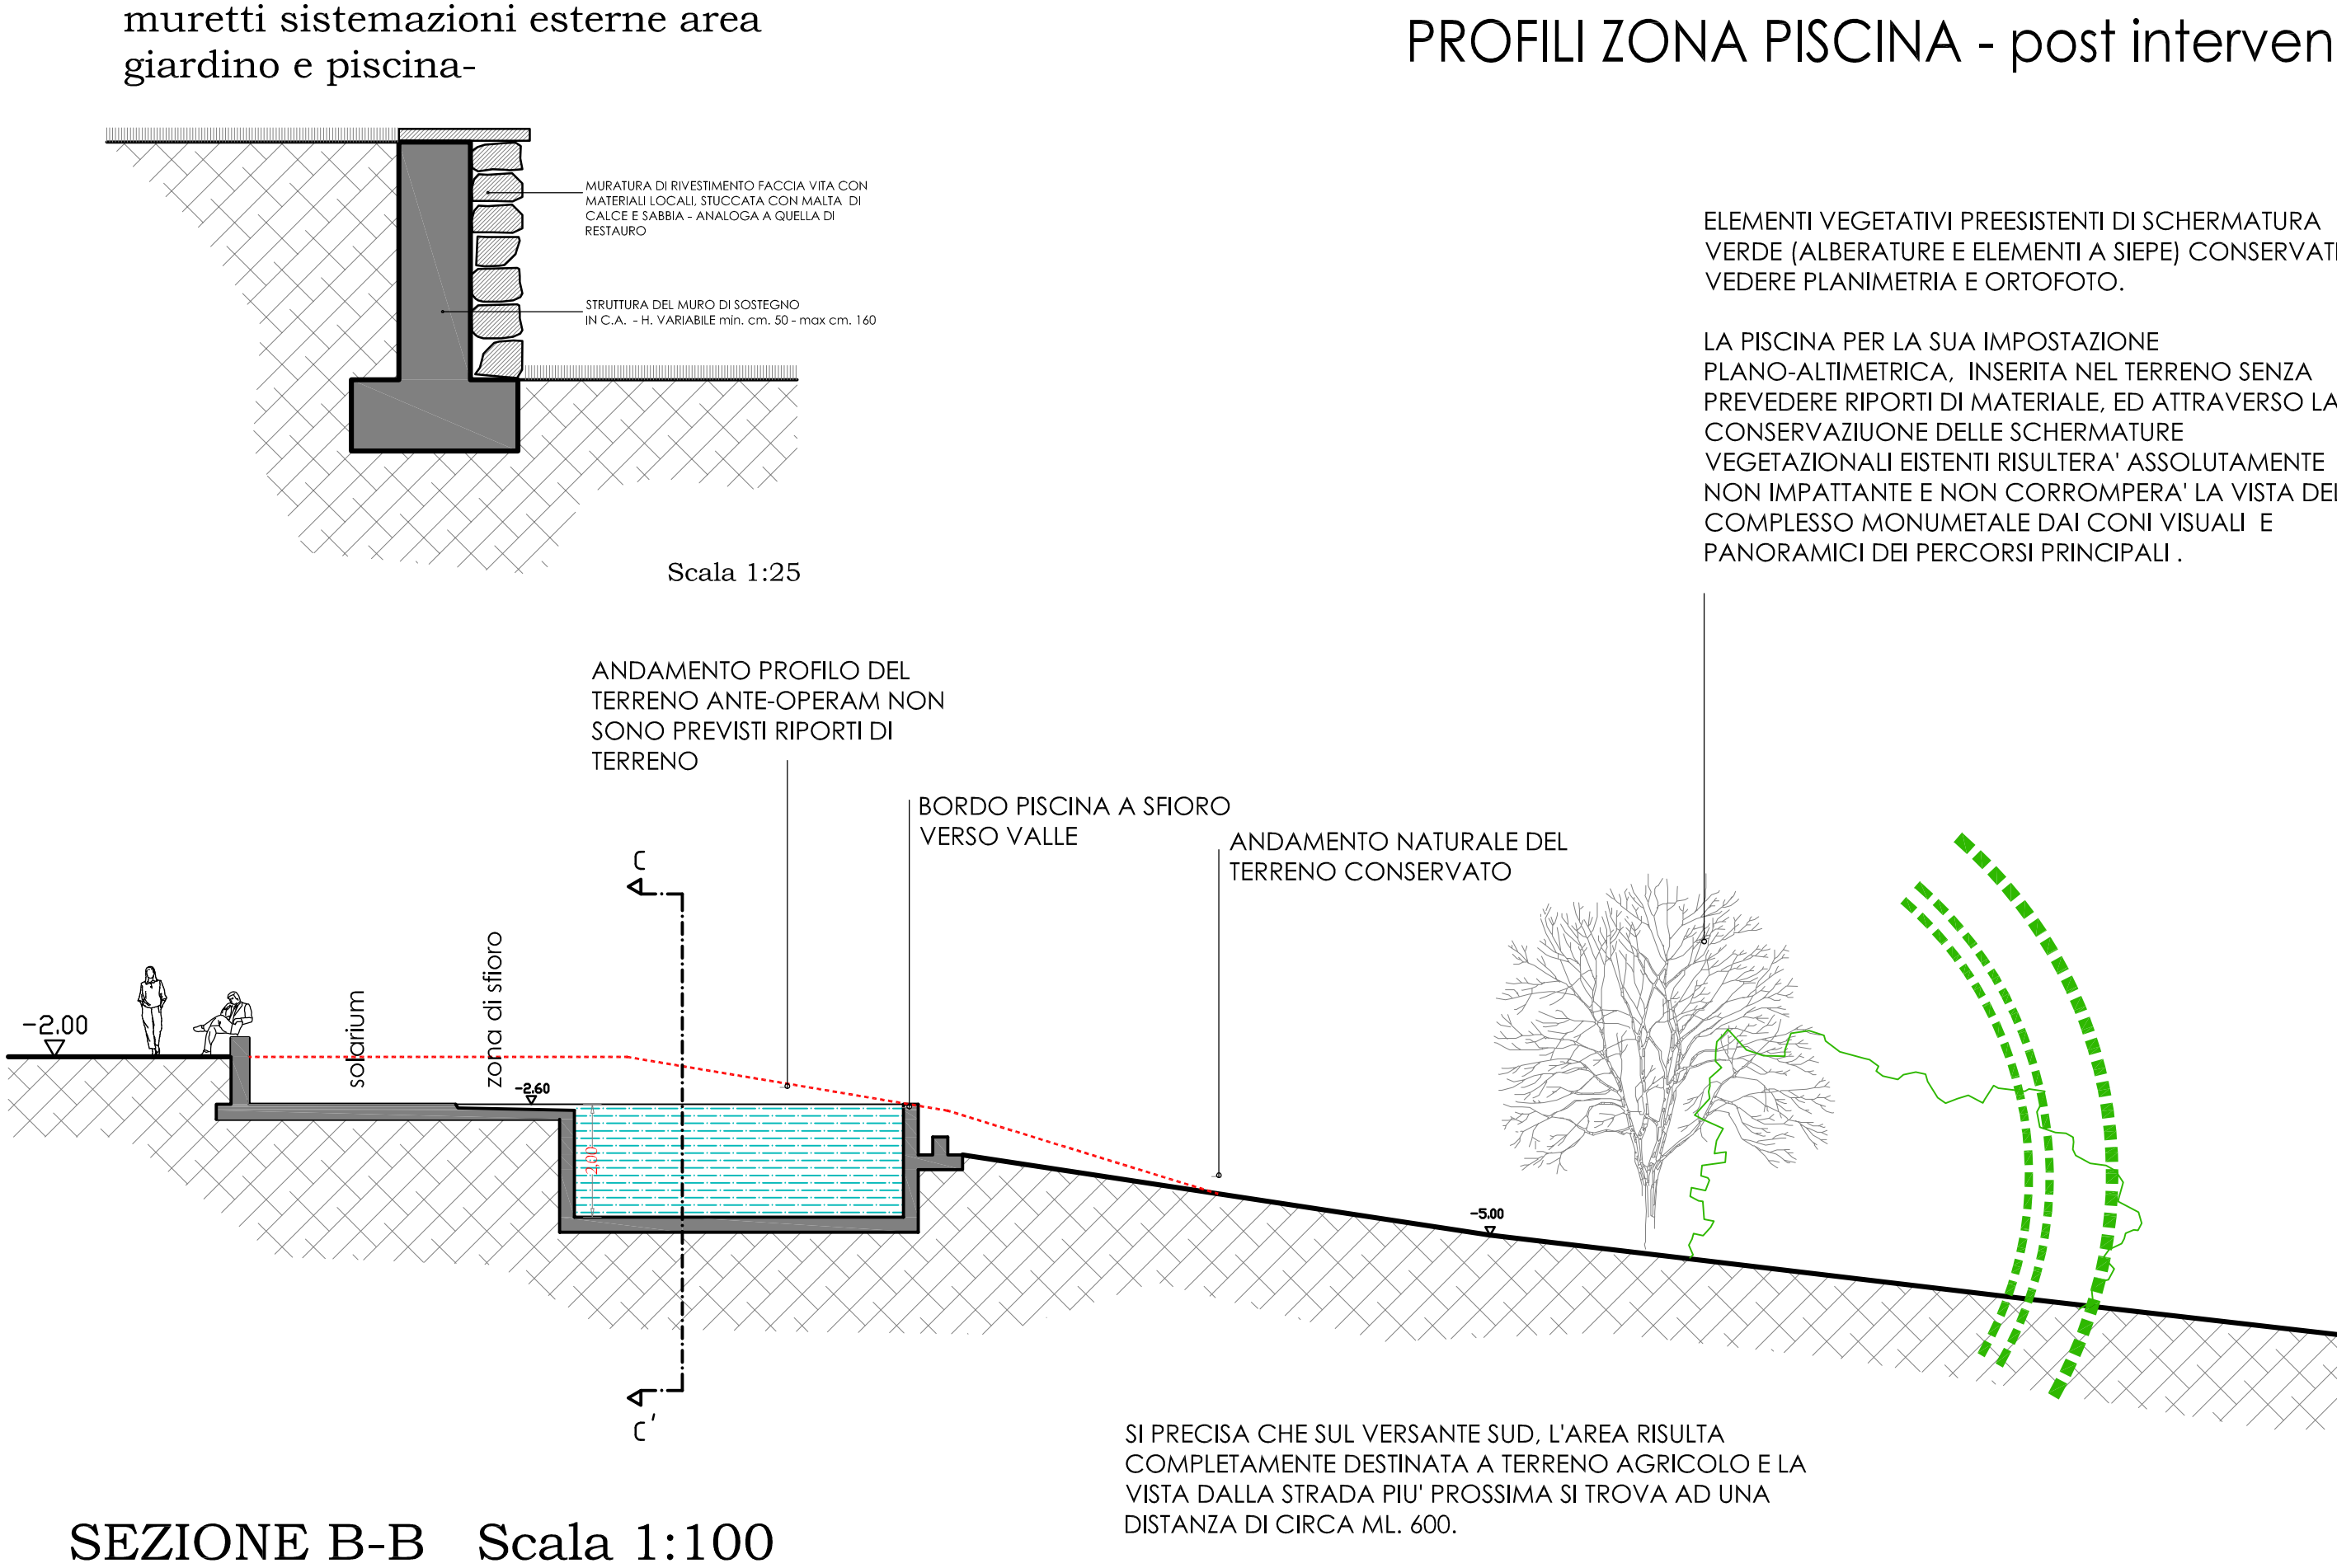 muretti sistemazioni esterne area
giardino e piscina-
PROFILI ZONA PISCINA - post interven
MURATURA DI RIVESTIMENTO FACCIA VITA CON
MATERIALI LOCALI, STUCCATA CON MALTA DI
CALCE E SABBIA - ANALOGA A QUELLA DI
RESTAURO
STRUTTURA DEL MURO DI SOSTEGNO
IN C.A. - H. VARIABILE min. cm. 50 - max cm. 160
Scala 1:25
ELEMENTI VEGETATIVI PREESISTENTI DI SCHERMATURA
VERDE (ALBERATURE E ELEMENTI A SIEPE) CONSERVATI
VEDERE PLANIMETRIA E ORTOFOTO.
LA PISCINA PER LA SUA IMPOSTAZIONE
PLANO-ALTIMETRICA, INSERITA NEL TERRENO SENZA
PREVEDERE RIPORTI DI MATERIALE, ED ATTRAVERSO LA
CONSERVAZIUONE DELLE SCHERMATURE
VEGETAZIONALI EISTENTI RISULTERA' ASSOLUTAMENTE
NON IMPATTANTE E NON CORROMPERA' LA VISTA DEL
COMPLESSO MONUMETALE DAI CONI VISUALI E
PANORAMICI DEI PERCORSI PRINCIPALI .
ANDAMENTO PROFILO DEL
TERRENO ANTE-OPERAM NON
SONO PREVISTI RIPORTI DI
TERRENO
BORDO PISCINA A SFIORO
VERSO VALLE
ANDAMENTO NATURALE DEL
TERRENO CONSERVATO
C
-2.00
solarium
zona di sfioro
-2.60
2.00
-5.00
C'
SI PRECISA CHE SUL VERSANTE SUD, L'AREA RISULTA
COMPLETAMENTE DESTINATA A TERRENO AGRICOLO E LA
VISTA DALLA STRADA PIU' PROSSIMA SI TROVA AD UNA
DISTANZA DI CIRCA ML. 600.
SEZIONE B-B Scala 1:100